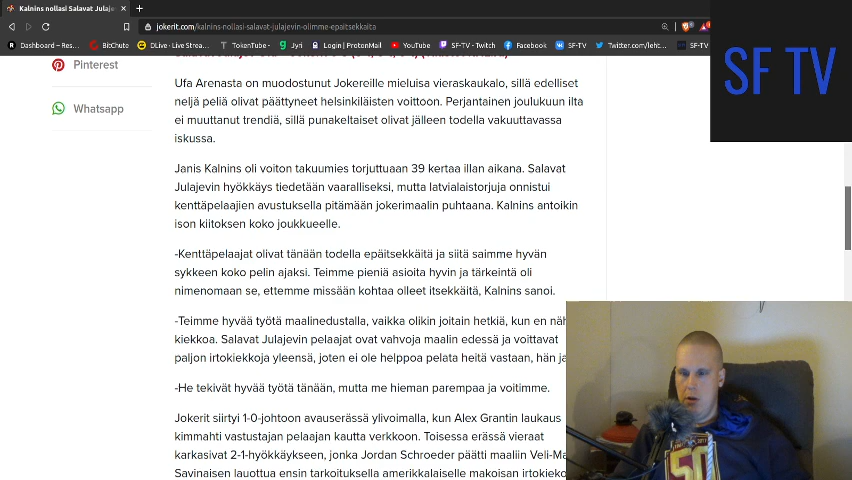 Kalnins nollasi Salavat Julaje
jokerit.com/kalnins-nollasi-salavat-julajevin-olimme-epaitsekkaita
Dashboard – Res... BitChute DLive · Live Strea... TokenTube · Jyri Login | ProtonMail YouTube SF-TV - Twitch Facebook SF-TV Twitter.com/leht... SF-TV
SF TV
Pinterest
Whatsapp
Ufa Arenasta on muodostunut Jokereille mieluisa vieraskaukalo, sillä edelliset
neljä peliä olivat päättyneet helsinkiläisten voittoon. Perjantainen joulukuun ilta
ei muuttanut trendiä, sillä punakeltaiset olivat jälleen todella vakuuttavassa
iskussa.
Janis Kalnins oli voiton takuumies torjuttuaan 39 kertaa illan aikana. Salavat
Julajevin hyökkäys tiedetään vaaralliseksi, mutta latvialaistorjuja onnistui
kenttäpelaajien avustuksella pitämään jokerimaalin puhtaana. Kalnins antoikin
ison kiitoksen koko joukkueelle.
-Kenttäpelaajat olivat tänään todella epäitsekkäitä ja siitä saimme hyvän
sykkeen koko pelin ajaksi. Teimme pieniä asioita hyvin ja tärkeintä oli
nimenomaan se, ettemme missään kohtaa olleet itsekkäitä, Kalnins sanoi.
-Teimme hyvää työtä maalinedustalla, vaikka olikin joitain hetkiä, kun en näh
kiekkoa. Salavat Julajevin pelaajat ovat vahvoja maalin edessä ja voittavat
paljon irtokiekkoja yleensä, joten ei ole helppoa pelata heitä vastaan, hän ja
-He tekivät hyvää työtä tänään, mutta me hieman parempaa ja voitimme.
Jokerit siirtyi 1-0-johtoon avauserässä ylivoimalla, kun Alex Grantin laukaus
kimmahti vastustajan pelaajan kautta verkkoon. Toisessa erässä vieraat
karkasivat 2-1-hyökkäykseen, jonka Jordan Schroeder päätti maaliin Veli-Ma
Savinaisen lauottua ensin tarkoituksella amerikkalaiselle makoisan irtokieko
50